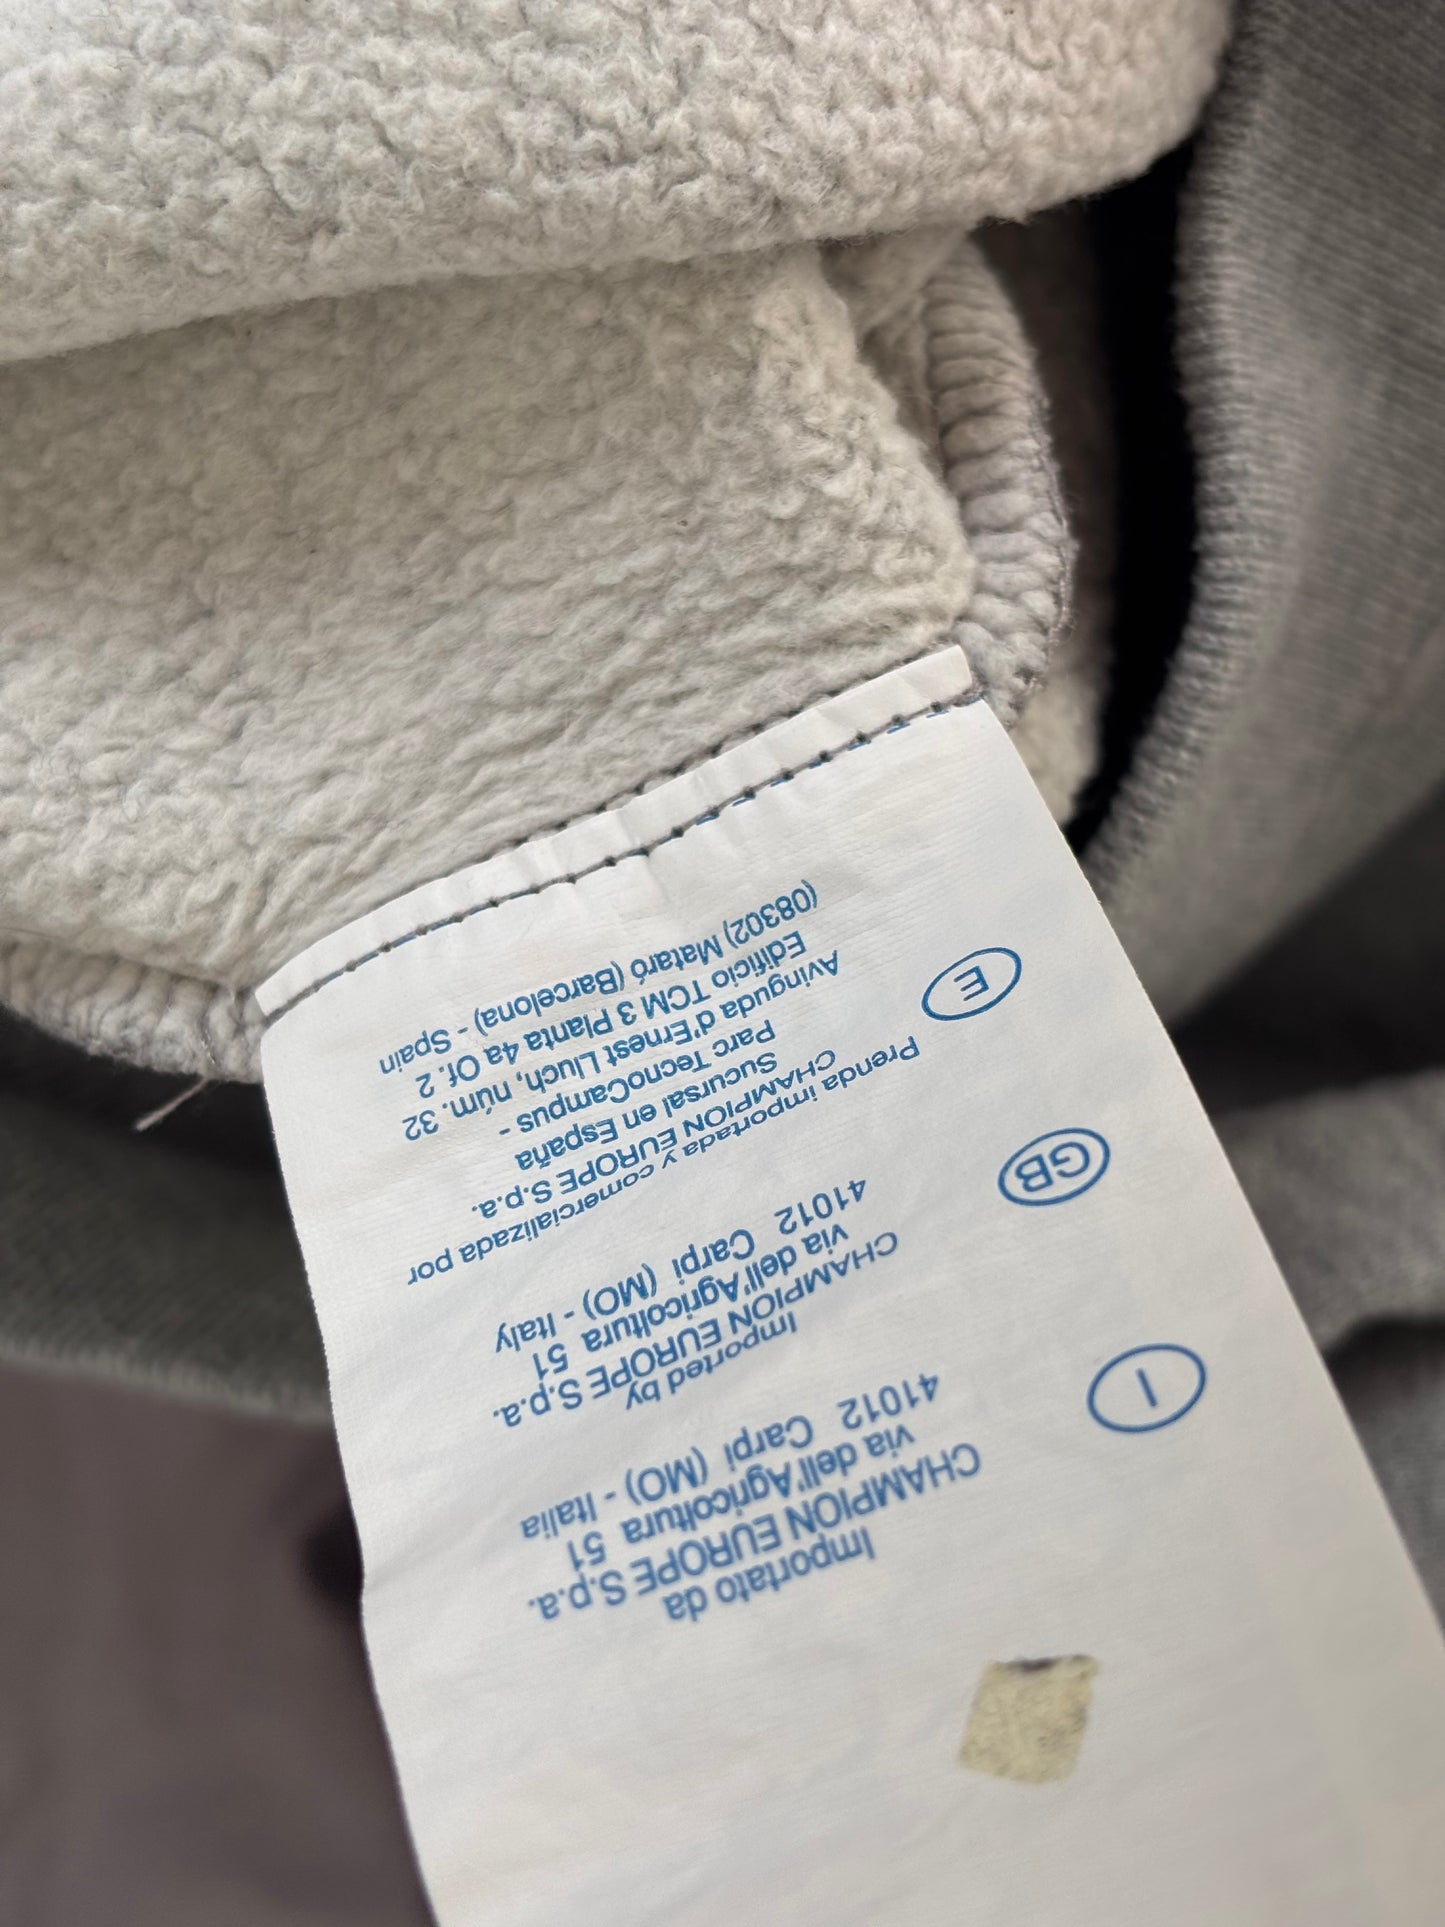 I
Importato da
CHAMPION EUROPE S.p.a.
via dell'Agricoltura 51
41012 Carpi (MO) - Italia
GB
Imported by
CHAMPION EUROPE S.p.a.
via dell'Agricoltura 51
41012 Carpi (MO) - Italy
E
Prenda importada y comercializada por
CHAMPION EUROPE S.p.a.
Sucursal en España
Parc TecnoCampus -
Avinguda d'Ernest Lluch, núm. 32
Edificio TCM 3 Planta 4a Of. 2
(08302) Mataró (Barcelona) - Spain